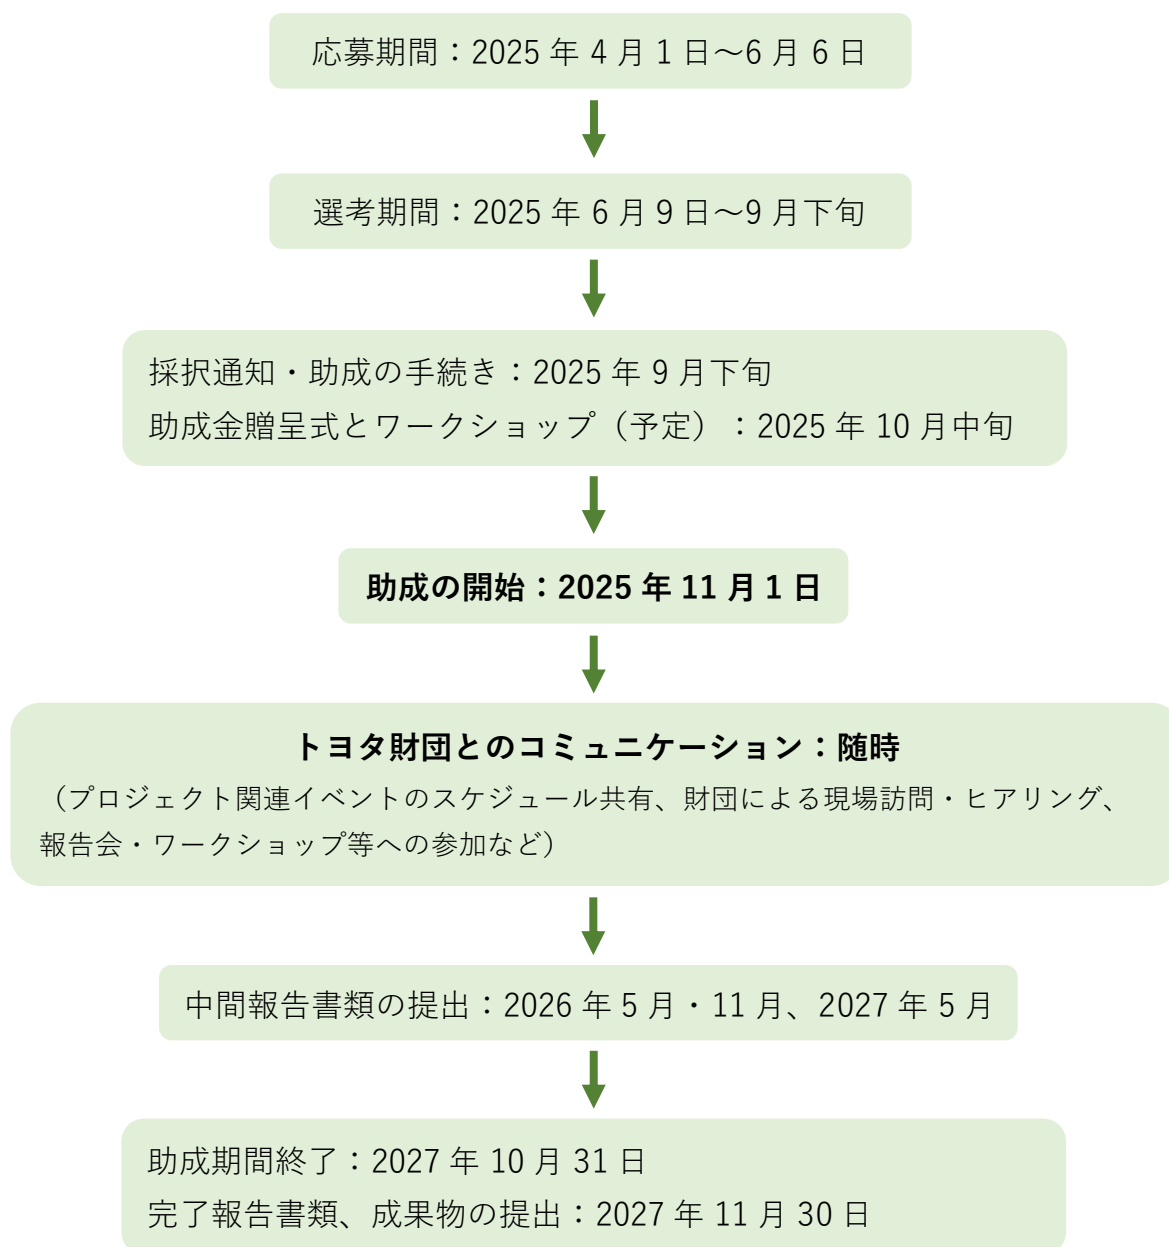 応募期間：2025 年 4 月 1 日～6 月 6 日
選考期間：2025 年 6 月 9 日～9 月下旬
採択通知・助成の手続き：2025 年 9 月下旬
助成金贈呈式とワークショップ（予定）：2025 年 10 月中旬
助成の開始：2025 年 11 月 1 日
トヨタ財団とのコミュニケーション：随時
（プロジェクト関連イベントのスケジュール共有、財団による現場訪問・ヒアリング、
報告会・ワークショップ等への参加など）
中間報告書類の提出：2026 年 5 月・11 月、2027 年 5 月
助成期間終了：2027 年 10 月 31 日
完了報告書類、成果物の提出：2027 年 11 月 30 日